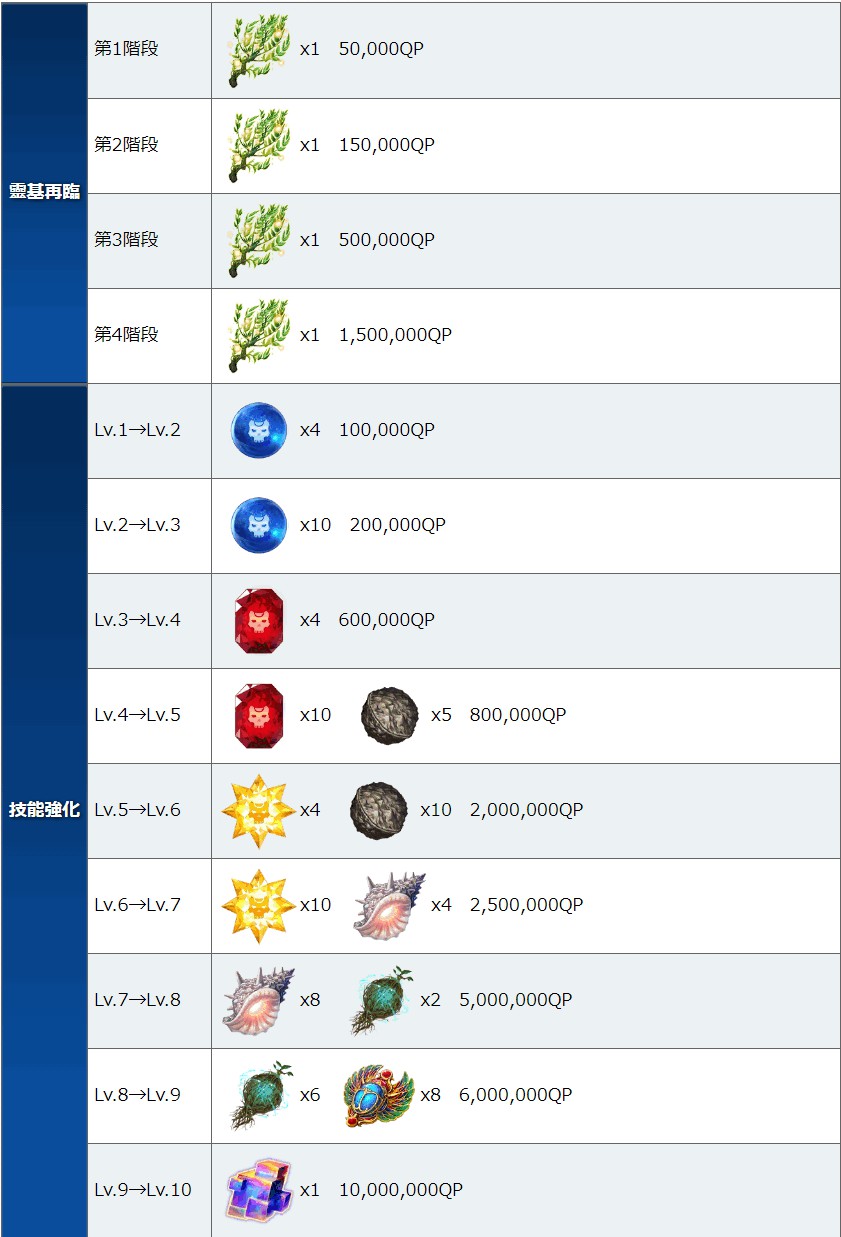 靈基再臨
第1階段 x1 50,000QP
第2階段 x1 150,000QP
第3階段 x1 500,000QP
第4階段 x1 1,500,000QP
技能強化
Lv.1→Lv.2 x4 100,000QP
Lv.2→Lv.3 x10 200,000QP
Lv.3→Lv.4 x4 600,000QP
Lv.4→Lv.5 x10 x5 800,000QP
Lv.5→Lv.6 x4 x10 2,000,000QP
Lv.6→Lv.7 x10 x4 2,500,000QP
Lv.7→Lv.8 x8 x2 5,000,000QP
Lv.8→Lv.9 x6 x8 6,000,000QP
Lv.9→Lv.10 x1 10,000,000QP